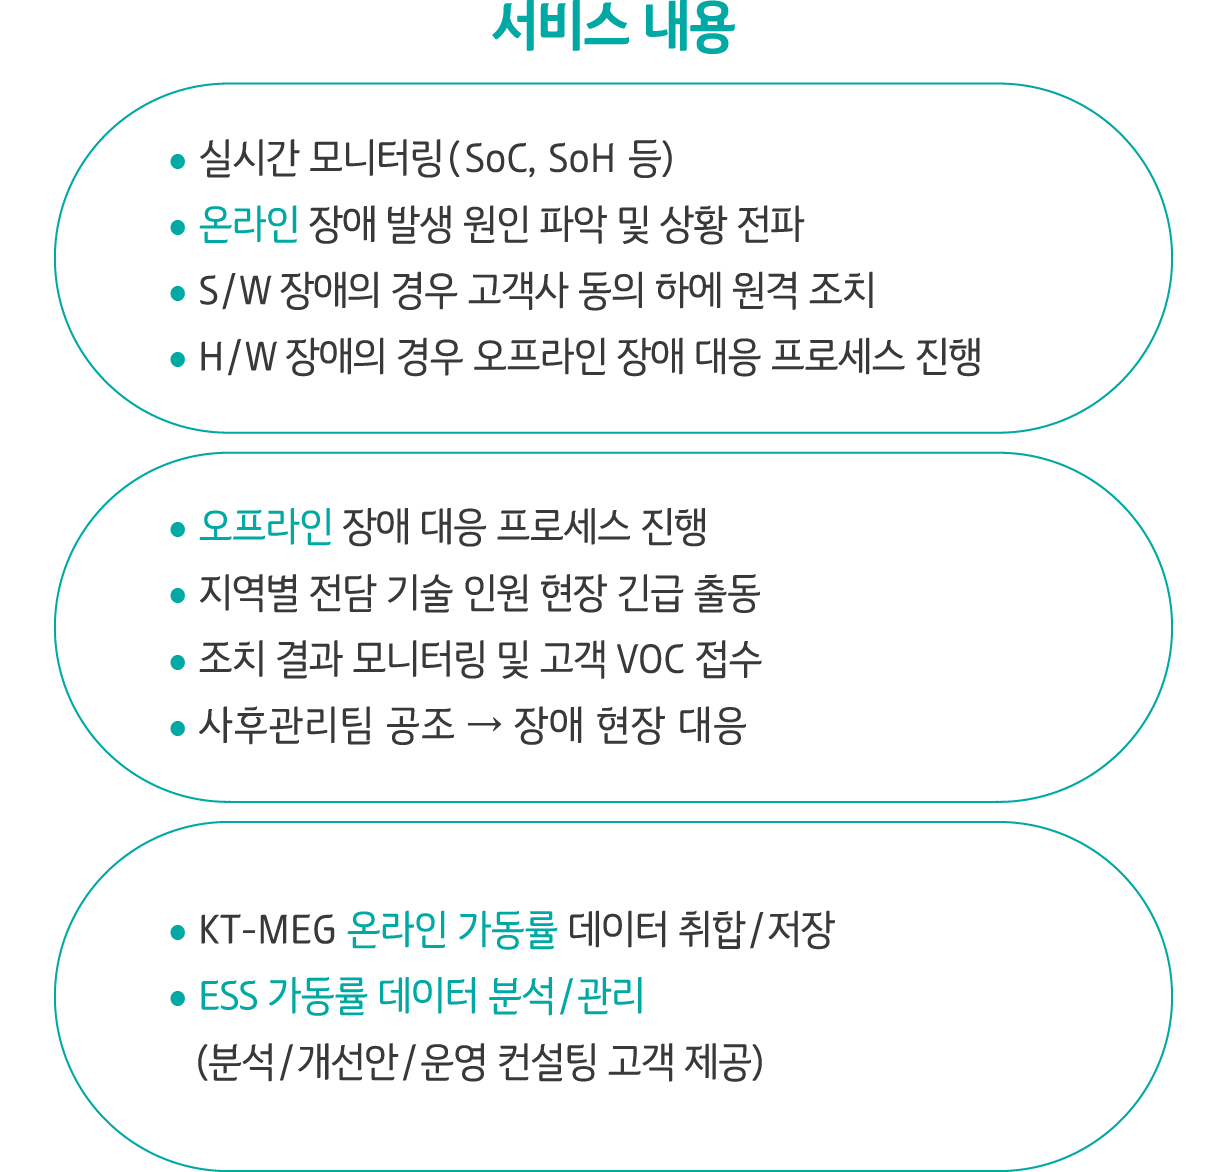 서비스 내용
• 실시간 모니터링(SoC, SoH 등)
• 온라인 장애 발생 원인 파악 및 상황 전파
• S/W 장애의 경우 고객사 동의 하에 원격 조치
• H/W 장애의 경우 오프라인 장애 대응 프로세스 진행
• 오프라인 장애 대응 프로세스 진행
• 지역별 전담 기술 인원 현장 긴급 출동
• 조치 결과 모니터링 및 고객 VOC 접수
• 사후관리팀 공조 → 장애 현장 대응
• KT-MEG 온라인 가동률 데이터 취합/저장
• ESS 가동률 데이터 분석/관리
(분석/개선안/운영 컨설팅 고객 제공)